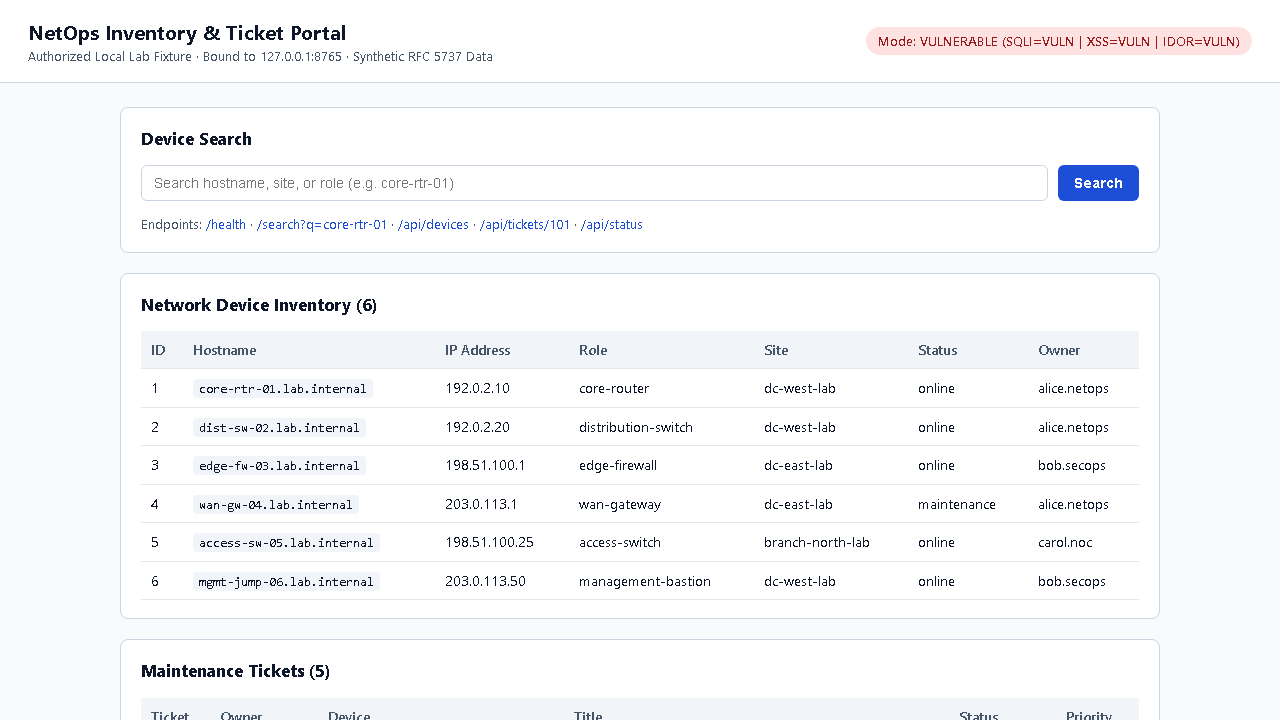 NetOps Inventory & Ticket Portal
Authorized Local Lab Fixture · Bound to 127.0.0.1:8765 · Synthetic RFC 5737 Data
Mode: VULNERABLE (SQLI=VULN | XSS=VULN | IDOR=VULN)
Device Search
Search hostname, site, or role (e.g. core-rtr-01)
Search
Endpoints: /health · /search?q=core-rtr-01 · /api/devices · /api/tickets/101 · /api/status
Network Device Inventory (6)
ID Hostname IP Address Role Site Status Owner
1 core-rtr-01.lab.internal 192.0.2.10 core-router dc-west-lab online alice.netops
2 dist-sw-02.lab.internal 192.0.2.20 distribution-switch dc-west-lab online alice.netops
3 edge-fw-03.lab.internal 198.51.100.1 edge-firewall dc-east-lab online bob.secops
4 wan-gw-04.lab.internal 203.0.113.1 wan-gateway dc-east-lab maintenance alice.netops
5 access-sw-05.lab.internal 198.51.100.25 access-switch branch-north-lab online carol.noc
6 mgmt-jump-06.lab.internal 203.0.113.50 management-bastion dc-west-lab online bob.secops
Maintenance Tickets (5)
Ticket Owner Device Title Status Priority